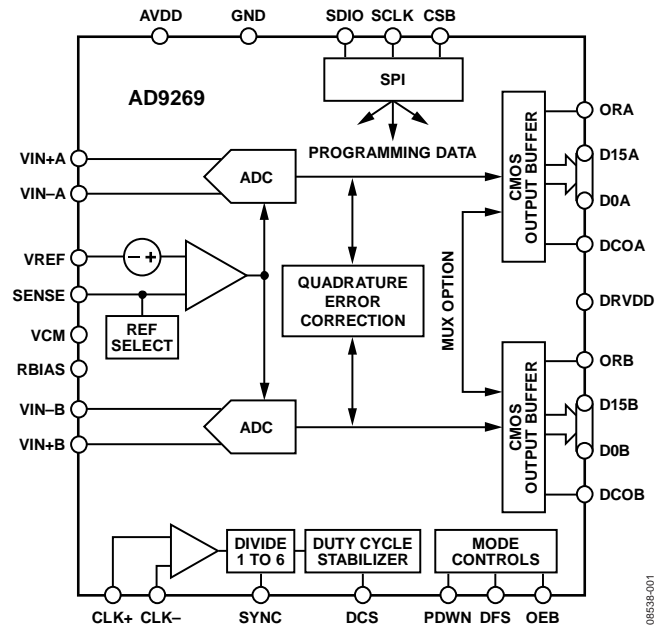 AVDD GND SDIO SCLK CSB
SPI
AD9269
PROGRAMMING DATA
ORA
VIN+A
VIN–A
ADC
CMOS
OUTPUT BUFFER
D15A
D0A
DCOA
VREF
– +
SENSE
REF
SELECT
QUADRATURE
ERROR
CORRECTION
MUX OPTION
DRVDD
VCM
RBIAS
ORB
VIN–B
VIN+B
ADC
CMOS
OUTPUT BUFFER
D15B
D0B
DCOB
DIVIDE
1 TO 6
DUTY CYCLE
STABILIZER
MODE
CONTROLS
CLK+ CLK– SYNC DCS PDWN DFS OEB
08538-001